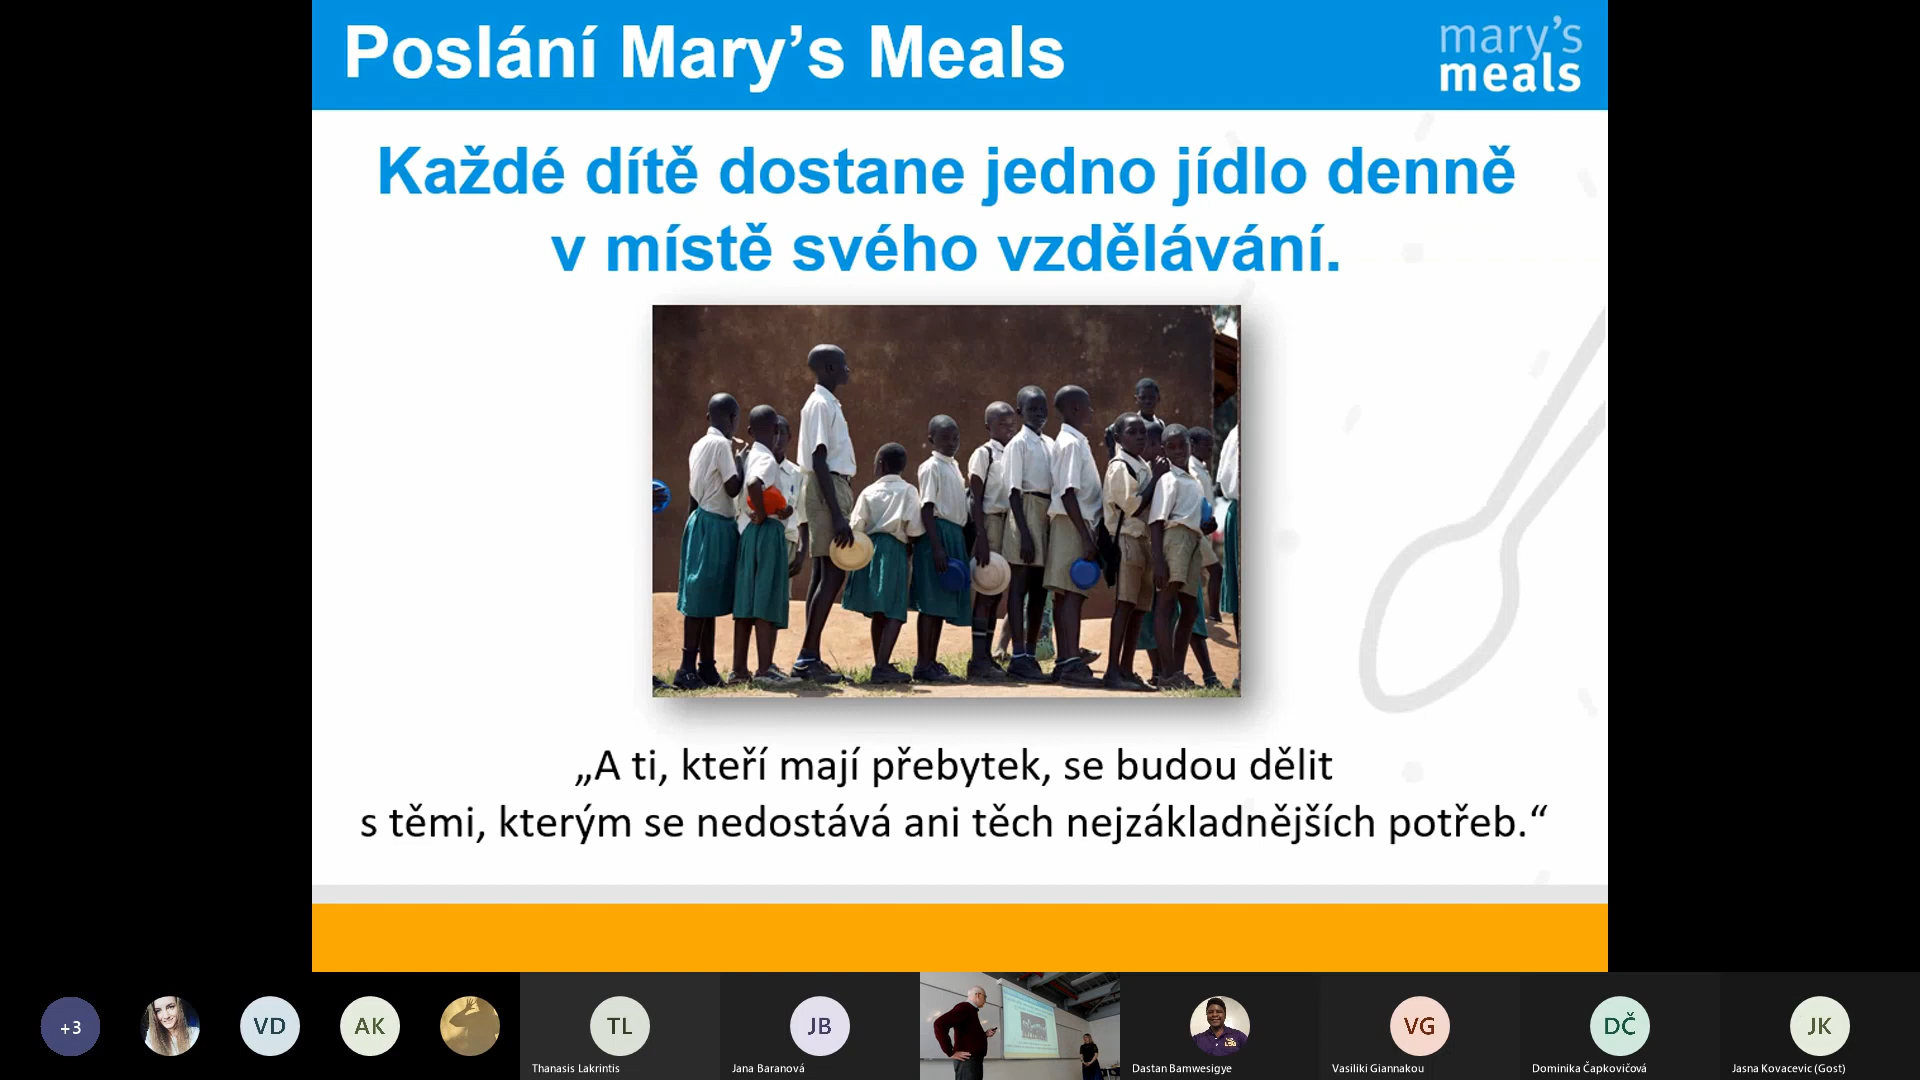 Poslání Mary’s Meals
mary’s
meals
Každé dítě dostane jedno jídlo denně
v místě svého vzdělávání.
„A ti, kteří mají přebytek, se budou dělit
s těmi, kterým se nedostává ani těch nejzákladnějších potřeb.“
+3
VD
AK
TL
JB
VG
DČ
JK
Thanasis Lakrintis
Jana Baranová
Dastan Bamwesigye
Vasiliki Giannakou
Dominika Čapkovičová
Jasna Kovacevic (Gost)